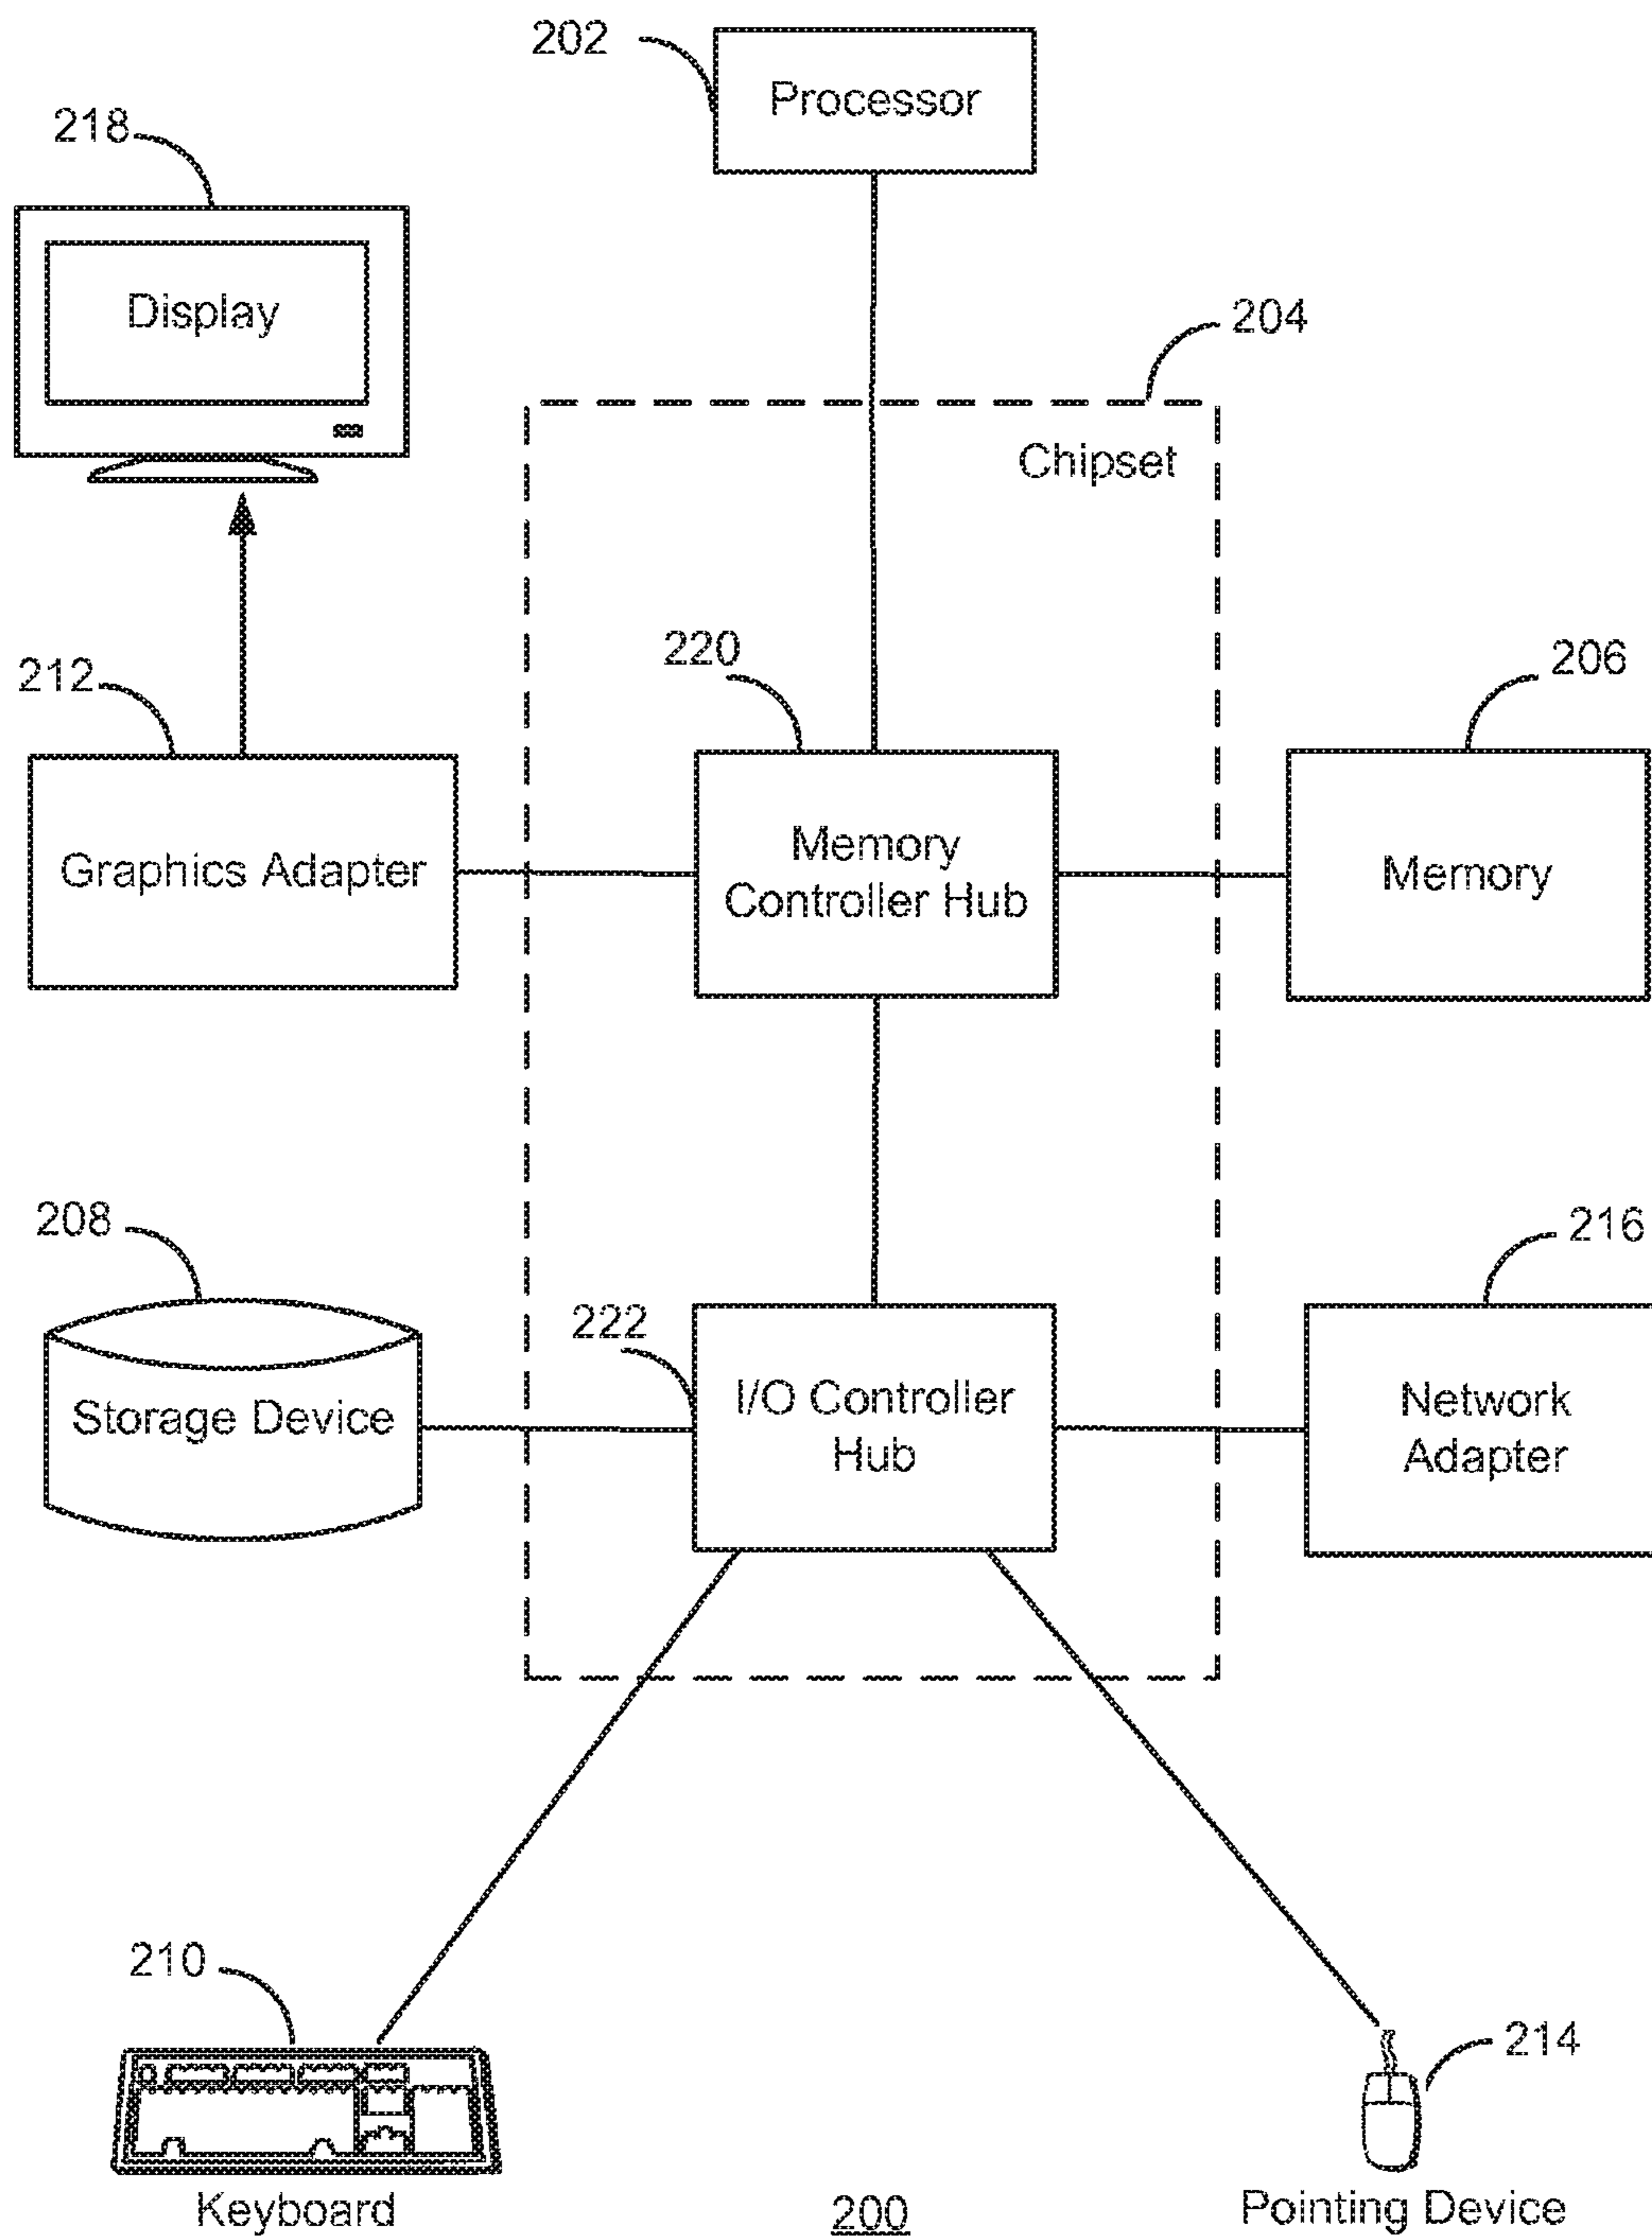 202
Processor
218
Display
204
Chipset
220
206
212
Graphics Adapter
Memory
Controller Hub
Memory
208
216
222
Storage Device
I/O Controller
Hub
Network
Adapter
210
214
Keyboard
200
Pointing Device